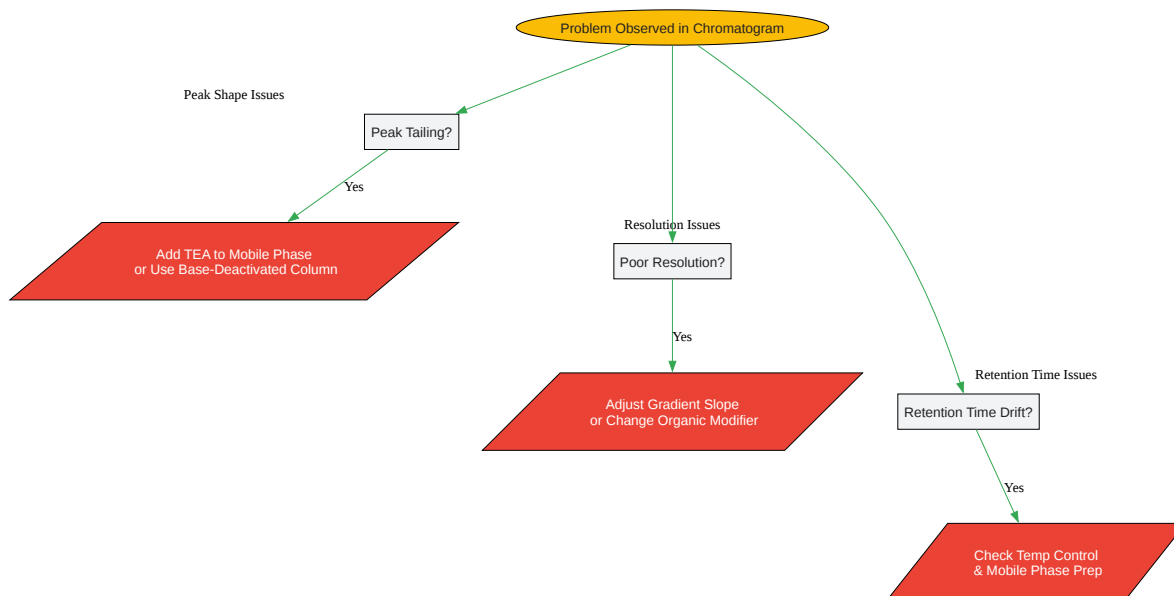 Problem Observed in Chromatogram
Peak Shape Issues
Peak Tailing?
Yes
Add TEA to Mobile Phase
or Use Base-Deactivated Column
Resolution Issues
Poor Resolution?
Yes
Adjust Gradient Slope
or Change Organic Modifier
Retention Time Issues
Retention Time Drift?
Yes
Check Temp Control
& Mobile Phase Prep